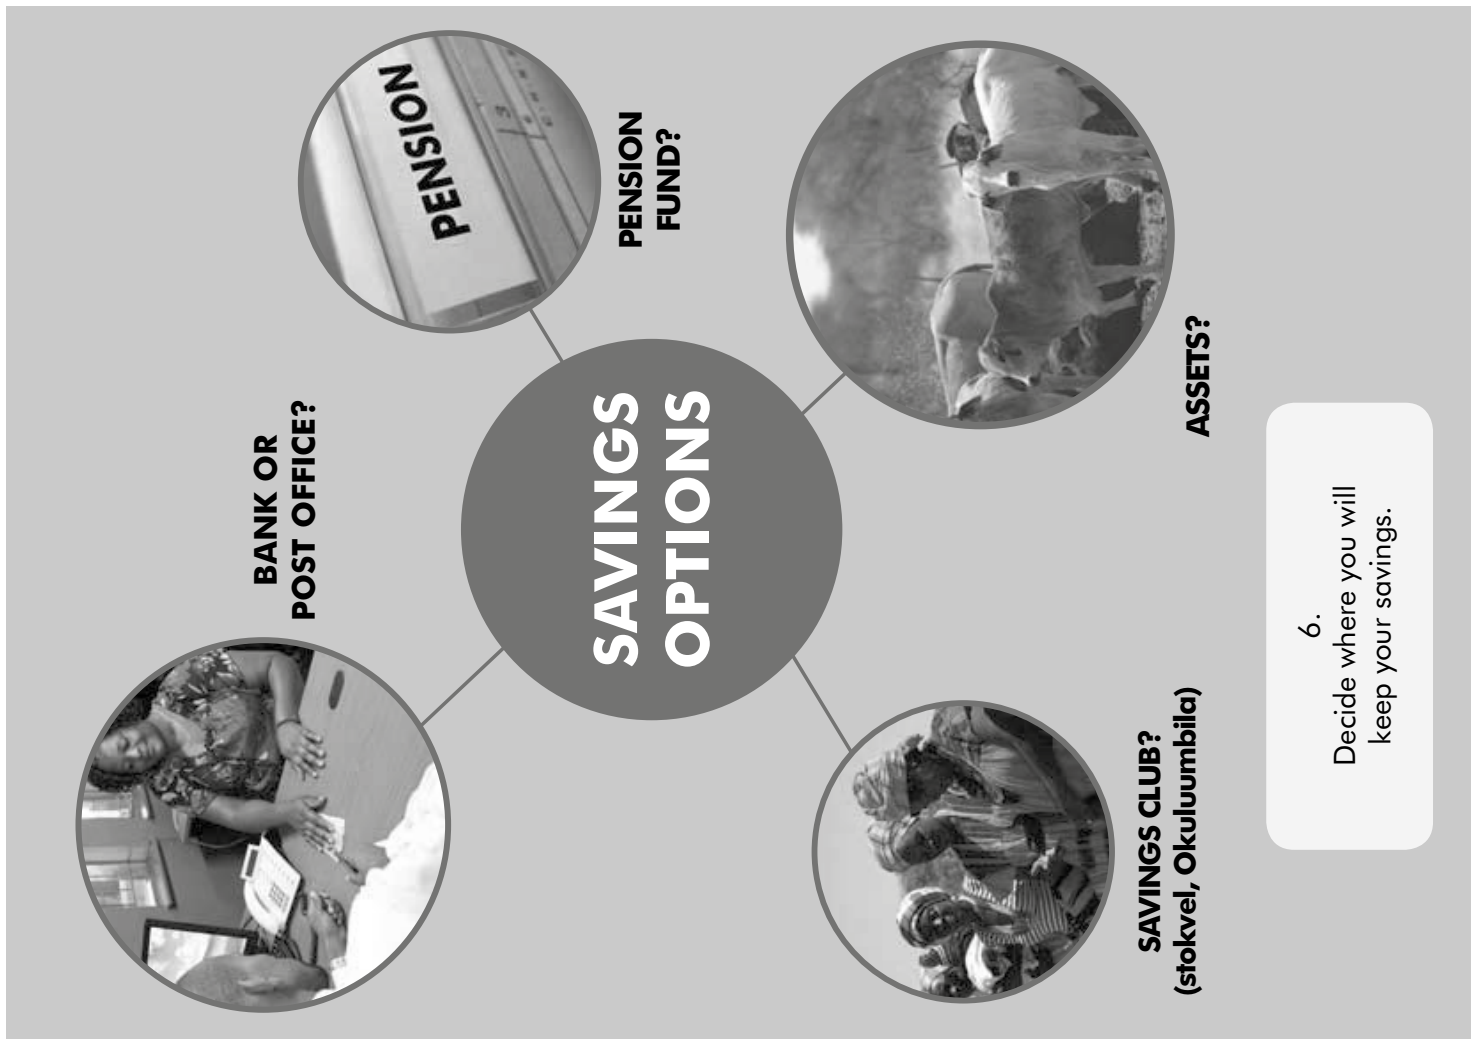 BANK OR
POST OFFICE?
PENSION
PENSION
FUND?
SAVINGS
OPTIONS
SAVINGS CLUB?
(stokvel, Okuluumbila)
ASSETS?
6.
Decide where you will
keep your savings.